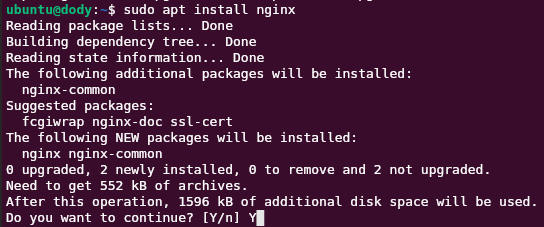 ubuntu@dody:~$ sudo apt install nginx
Reading package lists... Done
Building dependency tree... Done
Reading state information... Done
The following additional packages will be installed:
  nginx-common
Suggested packages:
  fcgiwrap nginx-doc ssl-cert
The following NEW packages will be installed:
  nginx nginx-common
0 upgraded, 2 newly installed, 0 to remove and 2 not upgraded.
Need to get 552 kB of archives.
After this operation, 1596 kB of additional disk space will be used.
Do you want to continue? [Y/n] Y